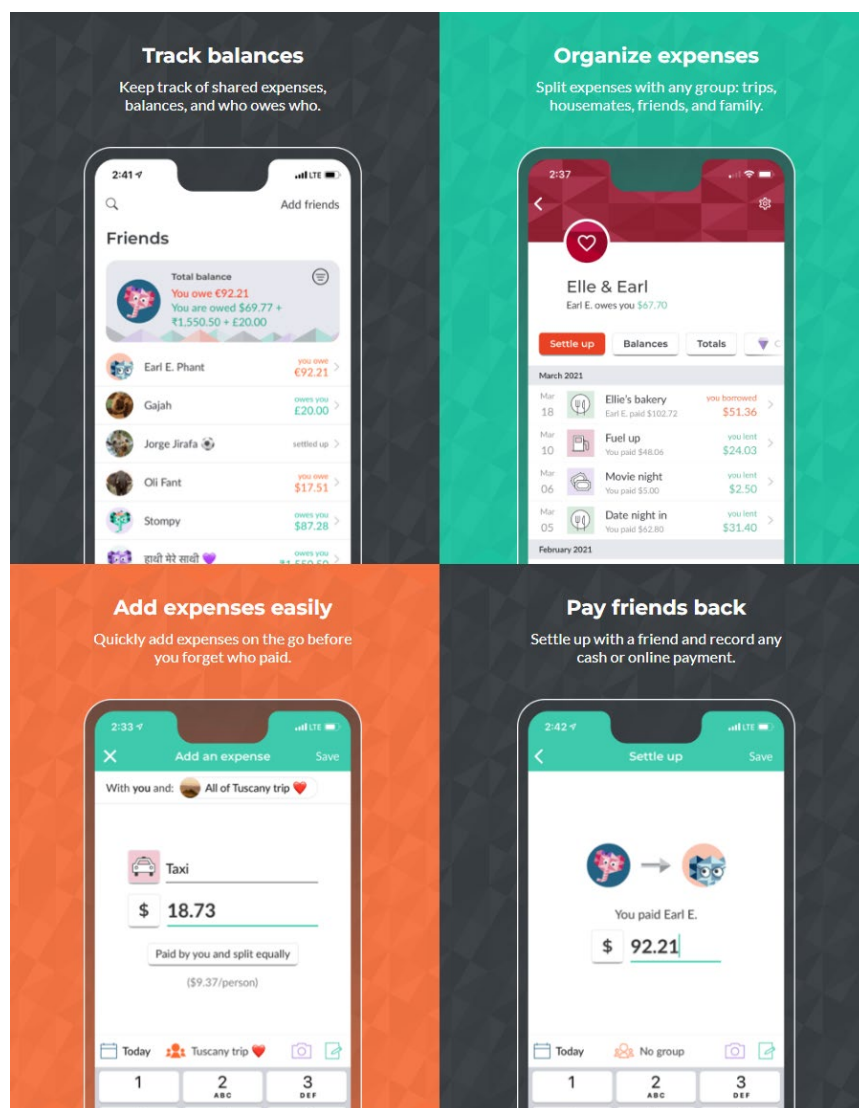 Track balances
Keep track of shared expenses,
balances, and who owes who.
2:41
LTE
Add friends
Friends
Total balance
You owe €92.21
You are owed $69.77 +
₹1,550.50 + £20.00
Earl E. Phant
you owe
€92.21
Gajah
owes you
£20.00
Jorge Jirafa ⚽
settled up
Oli Fant
you owe
$17.51
Stompy
owes you
$87.28
हाथी मेरे साथी 💜
owes you
₹1,550.50
Organize expenses
Split expenses with any group: trips,
housemates, friends, and family.
2:37
Elle & Earl
Earl E. owes you $67.70
Settle up
Balances
Totals
C
March 2021
Mar
18
Ellie's bakery
Earl E. paid $102.72
you borrowed
$51.36
Mar
10
Fuel up
You paid $48.06
you lent
$24.03
Mar
06
Movie night
You paid $5.00
you lent
$2.50
Mar
05
Date night in
You paid $62.80
you lent
$31.40
February 2021
Add expenses easily
Quickly add expenses on the go before
you forget who paid.
2:33
LTE
Add an expense
Save
With you and: All of Tuscany trip ❤️
Taxi
$ 18.73
Paid by you and split equally
($9.37/person)
Today
Tuscany trip ❤️
1
2
ABC
3
DEF
Pay friends back
Settle up with a friend and record any
cash or online payment.
2:42
LTE
Settle up
Save
You paid Earl E.
$ 92.21
Today
No group
1
2
ABC
3
DEF